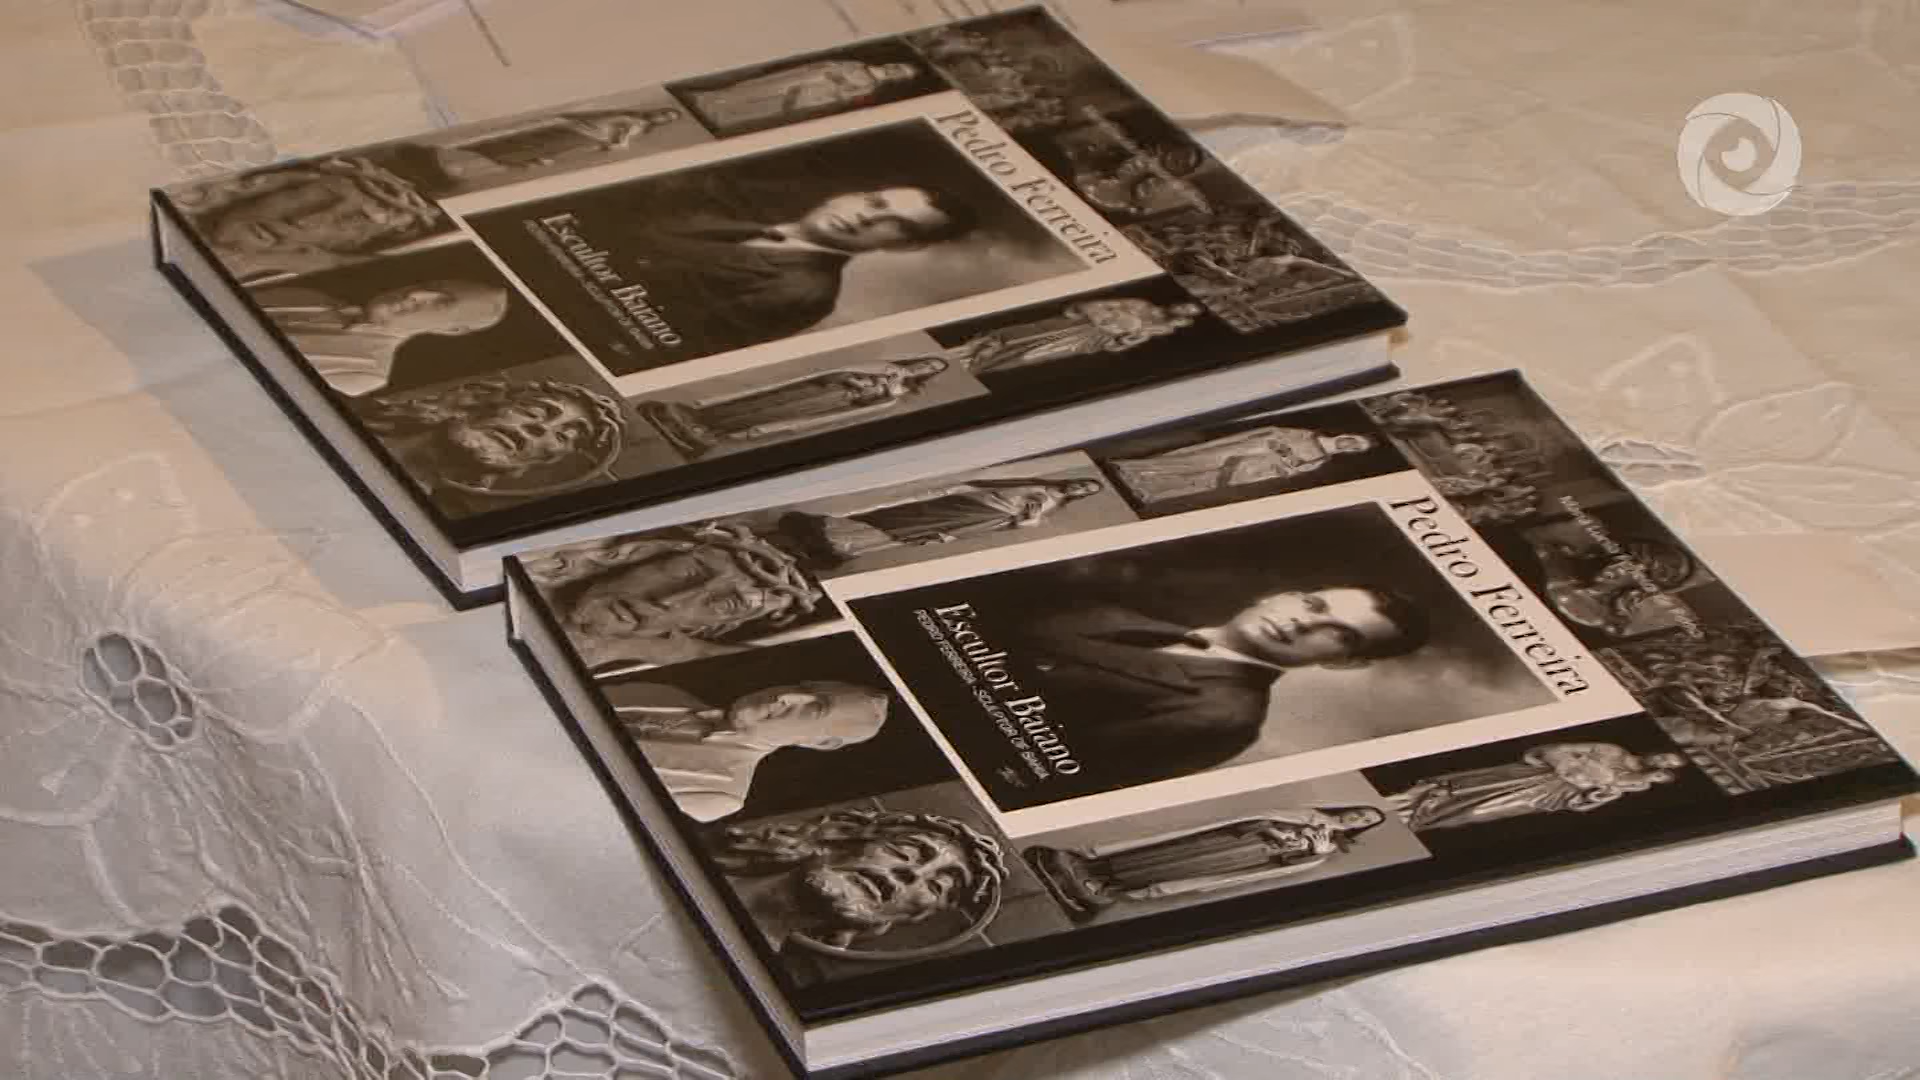 Pedro Ferreira
Escultor Baiano
Pedro Ferreira
Escultor Baiano
PEDRO FERREIRA - SCULPTOR OF BAHIA